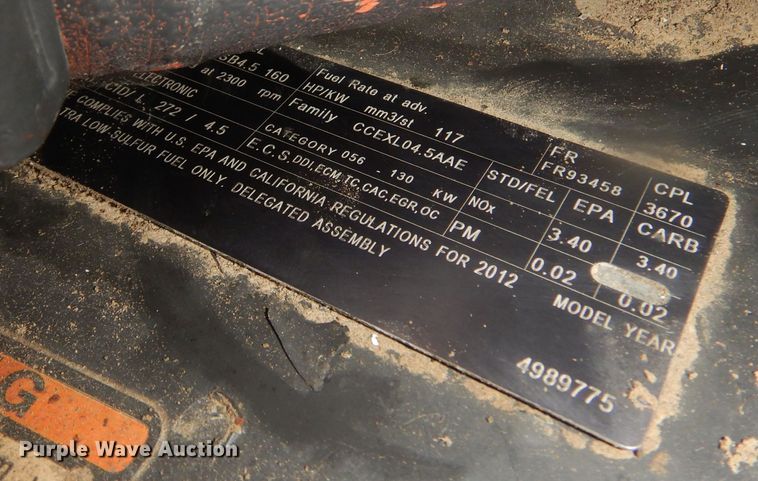 Fuel Rate at adv.
HP/KW mm3/st 117
Family CCEXL04.5AAE
FR
FR93458
CPL
3670
SB4.5 160
at 2300 rpm
ELECTRONIC
CID/ L. 272 / 4.5
CATEGORY 056 - 130 KW
E.C.S.DDI,ECM,TC,CAC,EGR,OC
STD/FEL EPA CARB
NOx 3.40 3.40
PM 0.02 0.02
COMPLIES WITH U.S. EPA AND CALIFORNIA REGULATIONS FOR 2012 MODEL YEAR
LOW SULFUR FUEL ONLY. DELEGATED ASSEMBLY
4989775
G
Purple Wave Auction